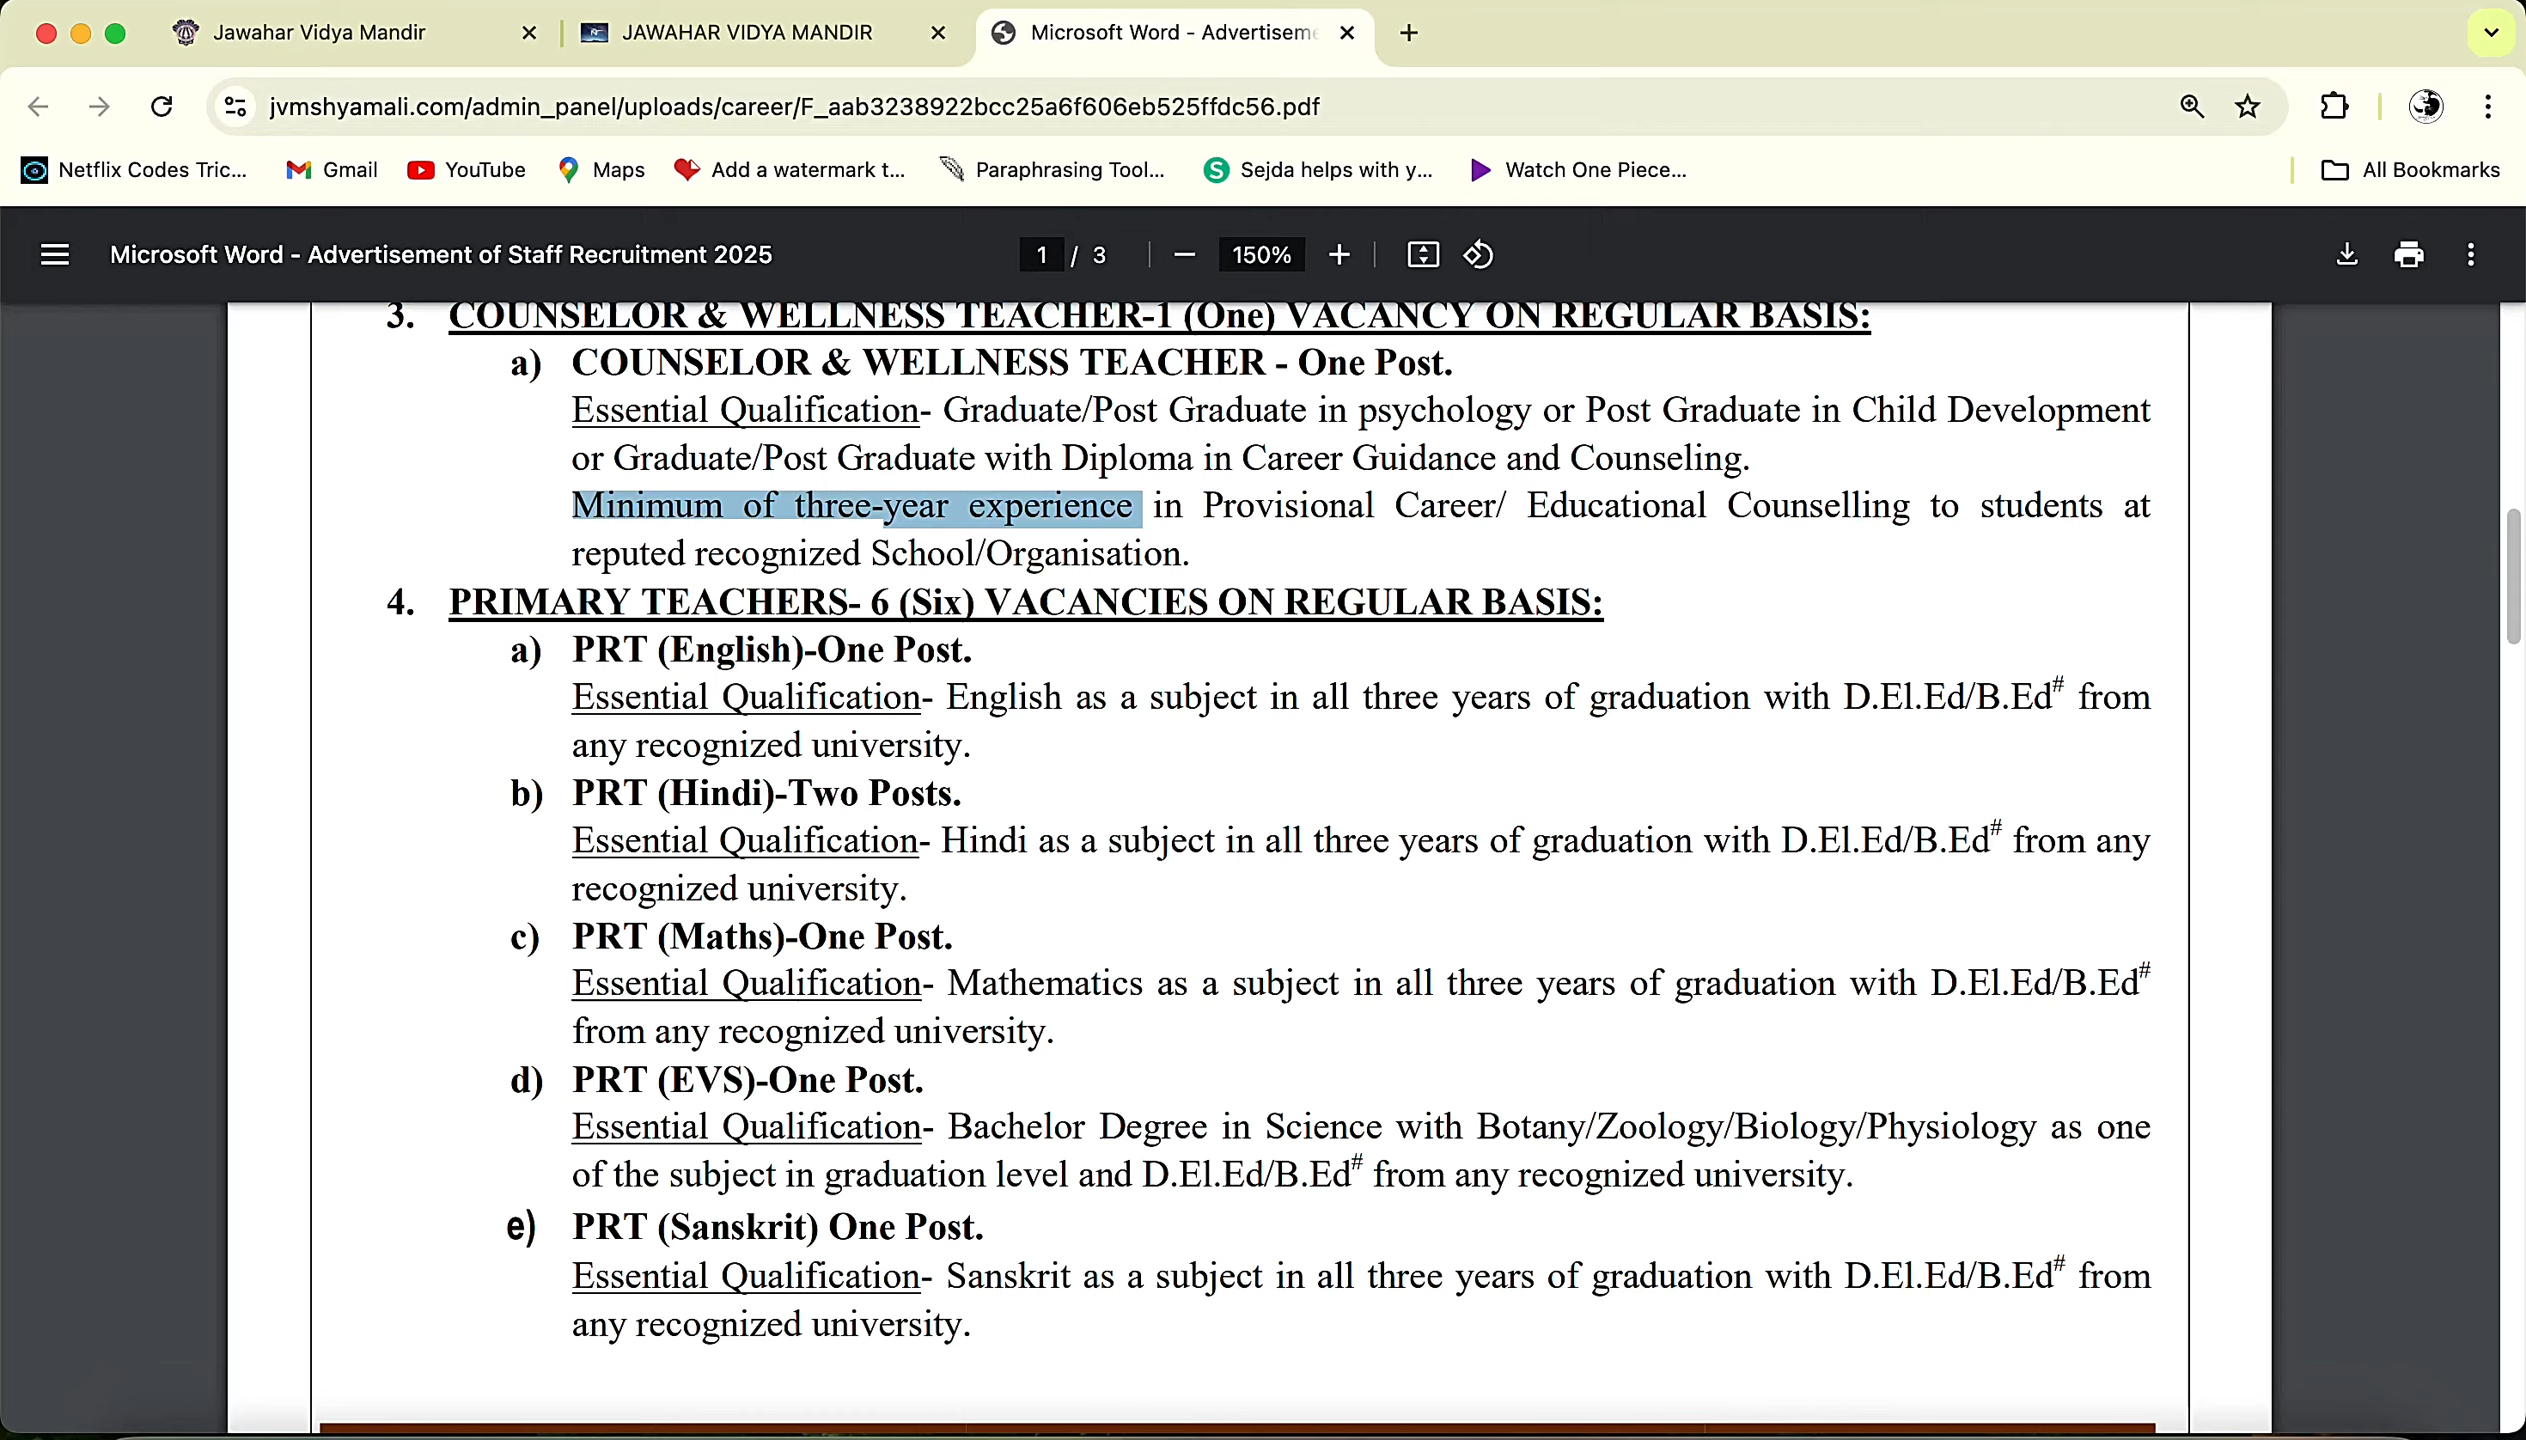 Jawahar Vidya Mandir
JAWAHAR VIDYA MANDIR
Microsoft Word - Advertiseme
jvmshyamali.com/admin_panel/uploads/career/F_aab3238922bcc25a6f606eb525ffdc56.pdf
Netflix Codes Tric... Gmail YouTube Maps Add a watermark t... Paraphrasing Tool... Sejda helps with y... Watch One Piece... All Bookmarks
Microsoft Word - Advertisement of Staff Recruitment 2025 1 / 3 150%
3. COUNSELOR & WELLNESS TEACHER-1 (One) VACANCY ON REGULAR BASIS:
a) COUNSELOR & WELLNESS TEACHER - One Post.
Essential Qualification- Graduate/Post Graduate in psychology or Post Graduate in Child Development
or Graduate/Post Graduate with Diploma in Career Guidance and Counseling.
Minimum of three-year experience in Provisional Career/ Educational Counselling to students at
reputed recognized School/Organisation.
4. PRIMARY TEACHERS- 6 (Six) VACANCIES ON REGULAR BASIS:
a) PRT (English)-One Post.
Essential Qualification- English as a subject in all three years of graduation with D.El.Ed/B.Ed# from
any recognized university.
b) PRT (Hindi)-Two Posts.
Essential Qualification- Hindi as a subject in all three years of graduation with D.El.Ed/B.Ed# from any
recognized university.
c) PRT (Maths)-One Post.
Essential Qualification- Mathematics as a subject in all three years of graduation with D.El.Ed/B.Ed#
from any recognized university.
d) PRT (EVS)-One Post.
Essential Qualification- Bachelor Degree in Science with Botany/Zoology/Biology/Physiology as one
of the subject in graduation level and D.El.Ed/B.Ed# from any recognized university.
e) PRT (Sanskrit) One Post.
Essential Qualification- Sanskrit as a subject in all three years of graduation with D.El.Ed/B.Ed# from
any recognized university.